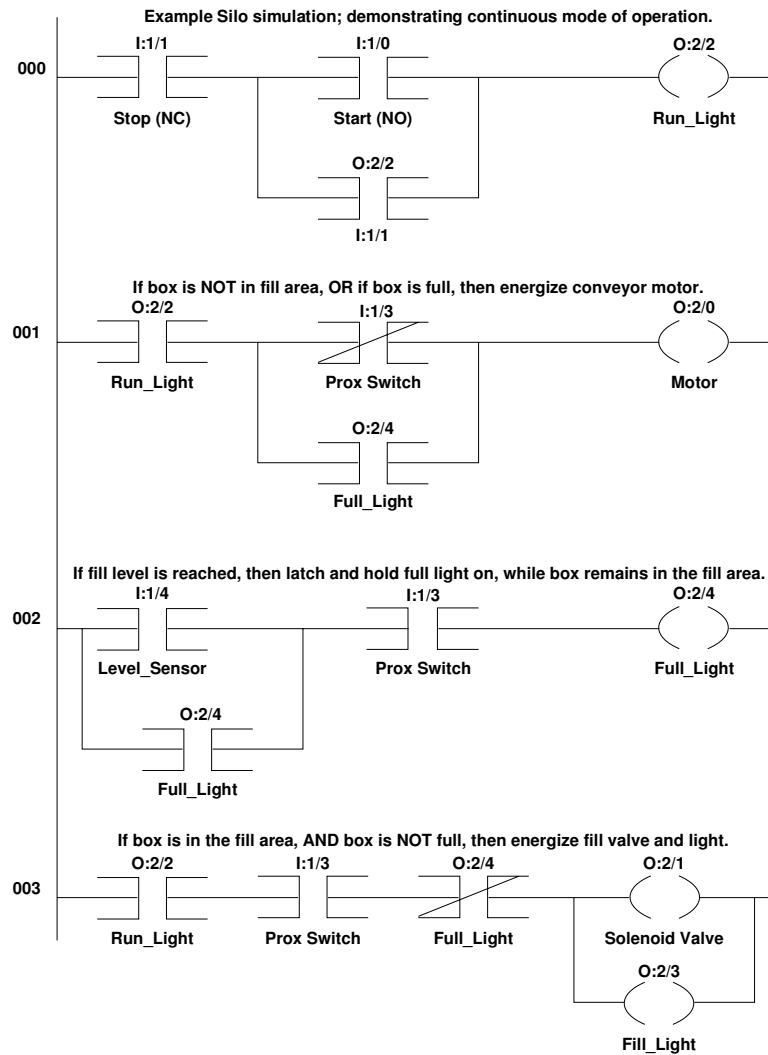 Example Silo simulation; demonstrating continuous mode of operation.
I:1/1 I:1/0 O:2/2
000
Stop (NC) Start (NO) Run_Light
O:2/2
I:1/1
If box is NOT in fill area, OR if box is full, then energize conveyor motor.
O:2/2 I:1/3 O:2/0
001
Run_Light Prox Switch Motor
O:2/4
Full_Light
If fill level is reached, then latch and hold full light on, while box remains in the fill area.
I:1/4 I:1/3 O:2/4
002
Level_Sensor Prox Switch Full_Light
O:2/4
Full_Light
If box is in the fill area, AND box is NOT full, then energize fill valve and light.
O:2/2 I:1/3 O:2/4 O:2/1
003
Run_Light Prox Switch Full_Light Solenoid Valve
O:2/3
Fill_Light